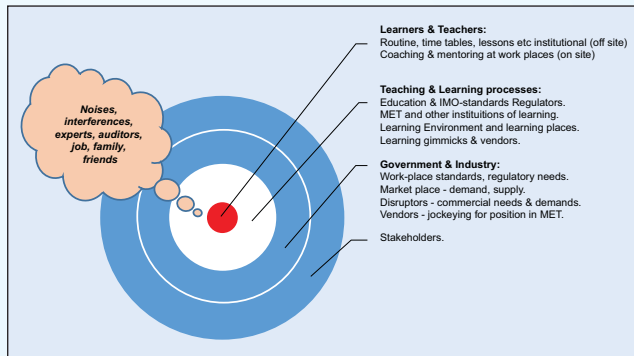 Noises,
interferences,
experts, auditors,
job, family,
friends
Learners & Teachers:
Routine, time tables, lessons etc institutional (off site)
Coaching & mentoring at work places (on site)
Teaching & Learning processes:
Education & IMO-standards Regulators.
MET and other instituitions of learning.
Learning Environment and learning places.
Learning gimmicks & vendors.
Government & Industry:
Work-place standards, regulatory needs.
Market place - demand, supply.
Disruptors - commercial needs & demands.
Vendors - jockeying for position in MET.
Stakeholders.